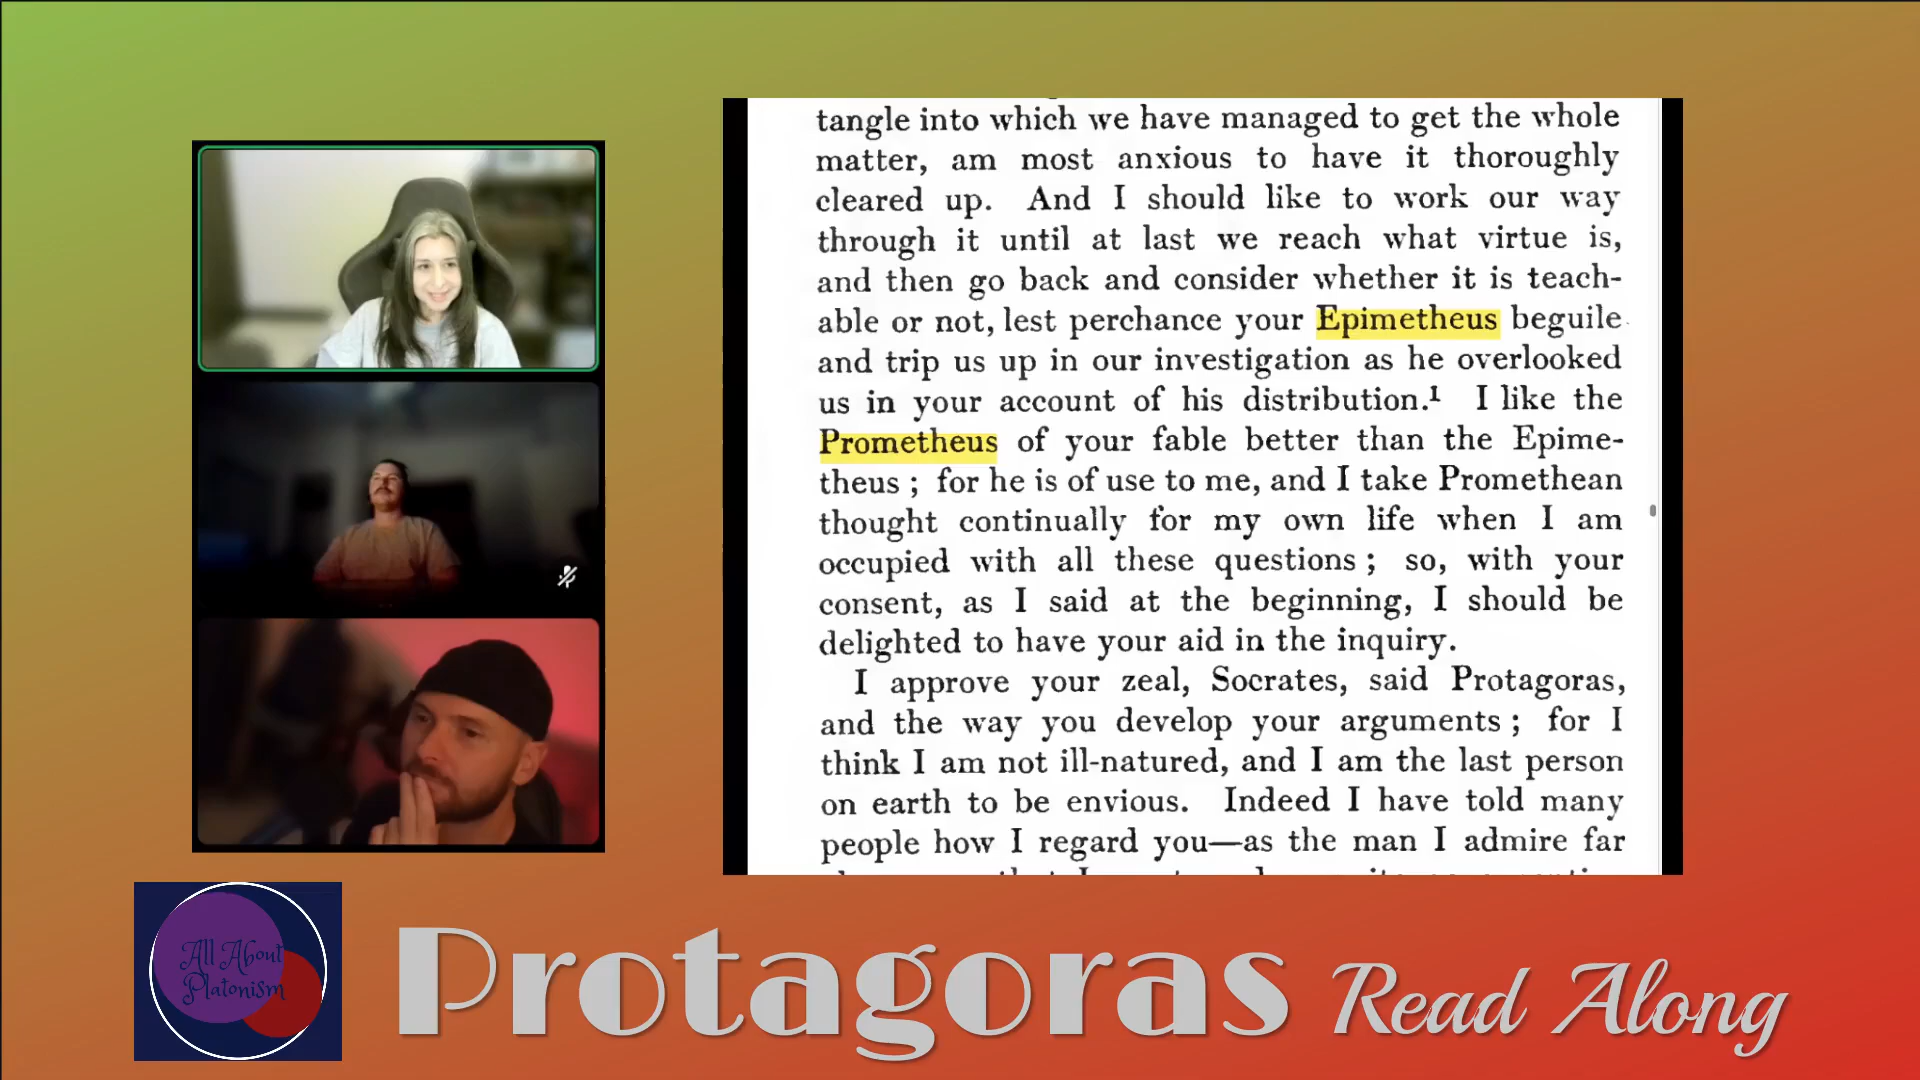 tangle into which we have managed to get the whole
matter, am most anxious to have it thoroughly
cleared up. And I should like to work our way
through it until at last we reach what virtue is,
and then go back and consider whether it is teach-
able or not, lest perchance your Epimetheus beguile
and trip us up in our investigation as he overlooked
us in your account of his distribution.¹ I like the
Prometheus of your fable better than the Epime-
theus ; for he is of use to me, and I take Promethean
thought continually for my own life when I am
occupied with all these questions ; so, with your
consent, as I said at the beginning, I should be
delighted to have your aid in the inquiry.
I approve your zeal, Socrates, said Protagoras,
and the way you develop your arguments ; for I
think I am not ill-natured, and I am the last person
on earth to be envious. Indeed I have told many
people how I regard you—as the man I admire far
All About
Platonism
Protagoras Read Along